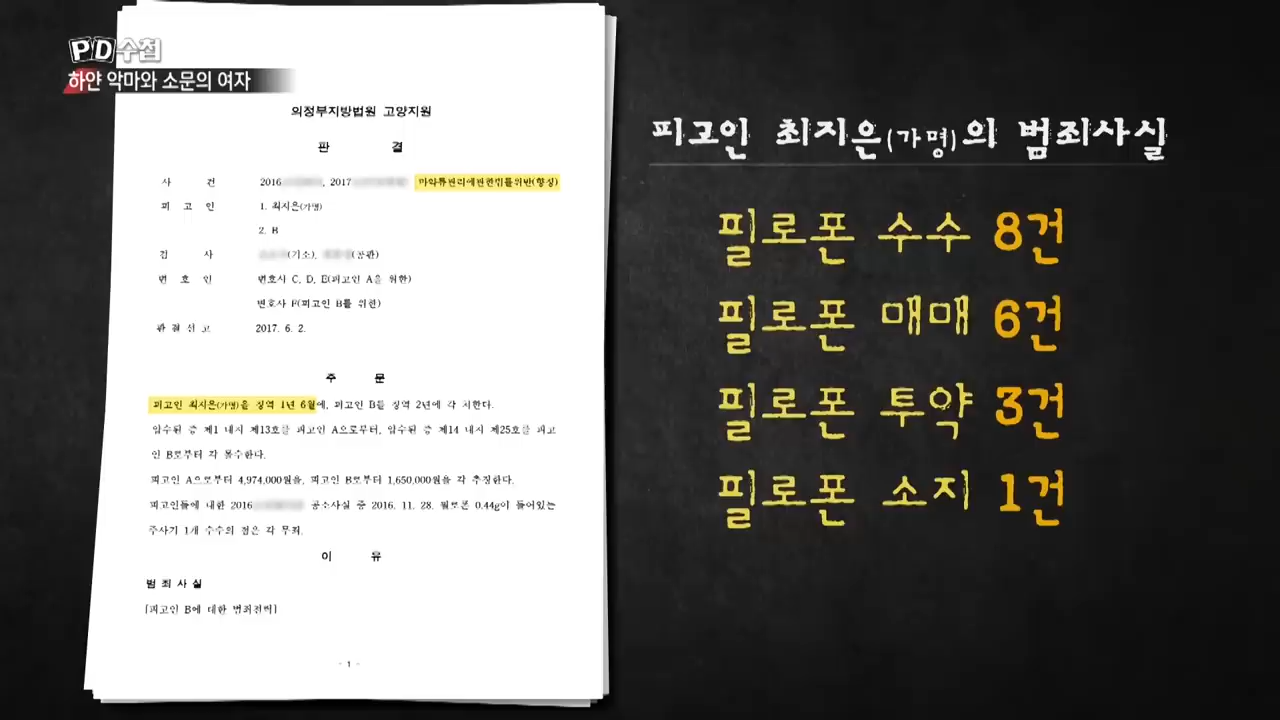 PD수첩
하얀 악마와 소문의 여자
의정부지방법원 고양지원
판 결
사 건 2016 , 2017 마약류관리에관한법률위반(향정)
피 고 인 1. 최지은(가명)
2. B
검 사 (기소), (공판)
변 호 인 변호사 C, D, E(피고인 A을 위한)
변호사 F(피고인 B를 위한)
판 결 선 고 2017. 6. 2.
주 문
피고인 최지은(가명)을 징역 1년 6월에, 피고인 B를 징역 2년에 각 처한다.
압수된 증 제1 내지 제13호를 피고인 A으로부터, 압수된 증 제14 내지 제25호를 피고
인 B로부터 각 몰수한다.
피고인 A으로부터 4,974,000원을, 피고인 B로부터 1,650,000원을 각 추징한다.
피고인들에 대한 2016 공소사실 중 2016. 11. 28. 필로폰 0.44g이 들어있는
주사기 1개 수수의 점은 각 무죄.
이 유
범 죄 사 실
[피고인 B에 대한 범죄전력]
- 1 -
피고인 최지은(가명)의 범죄사실
필로폰 수수 8건
필로폰 매매 6건
필로폰 투약 3건
필로폰 소지 1건